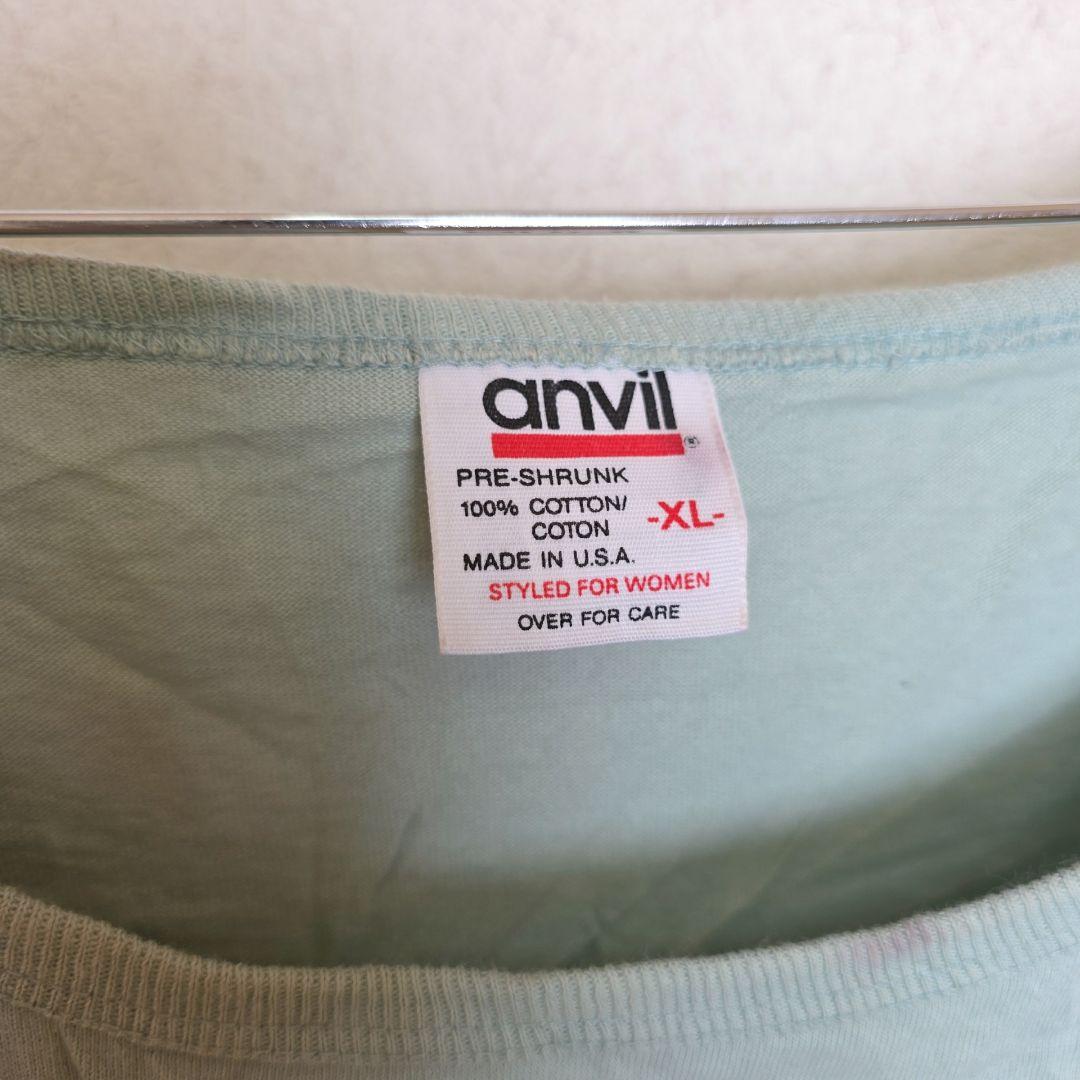 anvil®
PRE-SHRUNK
100% COTTON/
COTON
-XL-
MADE IN U.S.A.
STYLED FOR WOMEN
OVER FOR CARE